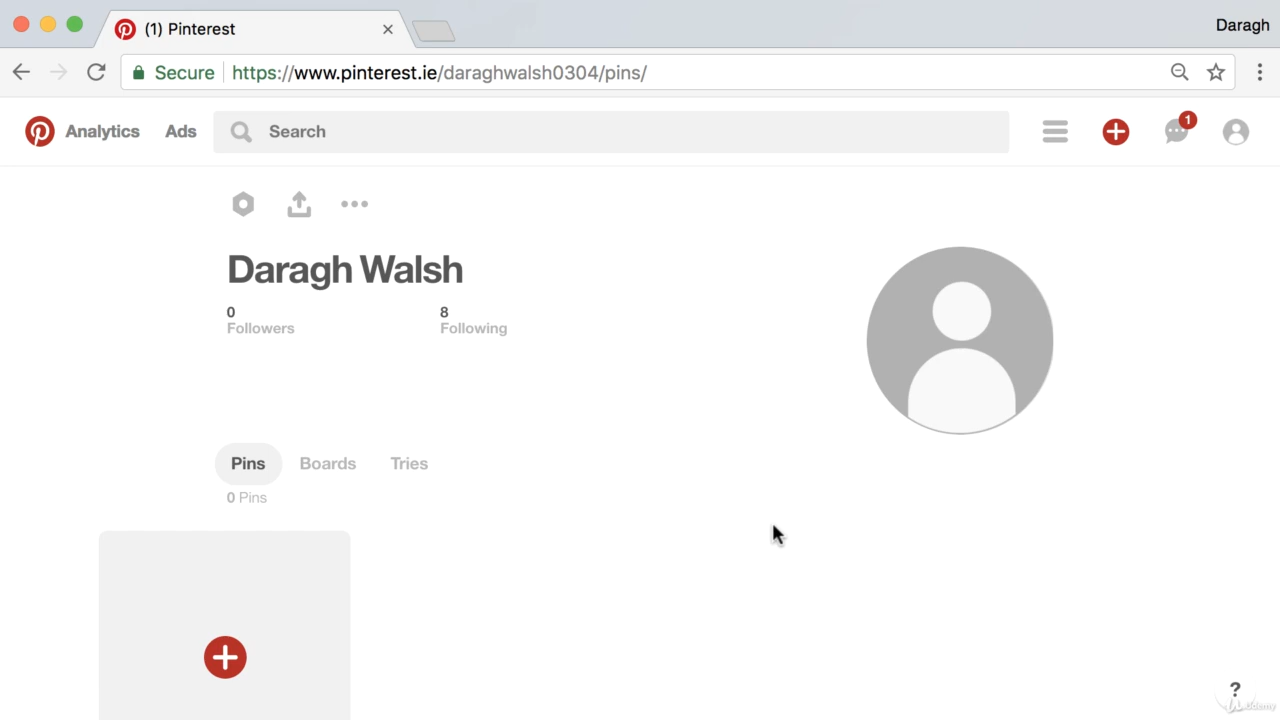 (1) Pinterest
Daragh
Secure https://www.pinterest.ie/daraghwalsh0304/pins/
Analytics Ads Search 1
Daragh Walsh
0 8
Followers Following
Pins Boards Tries
0 Pins
?
Udemy